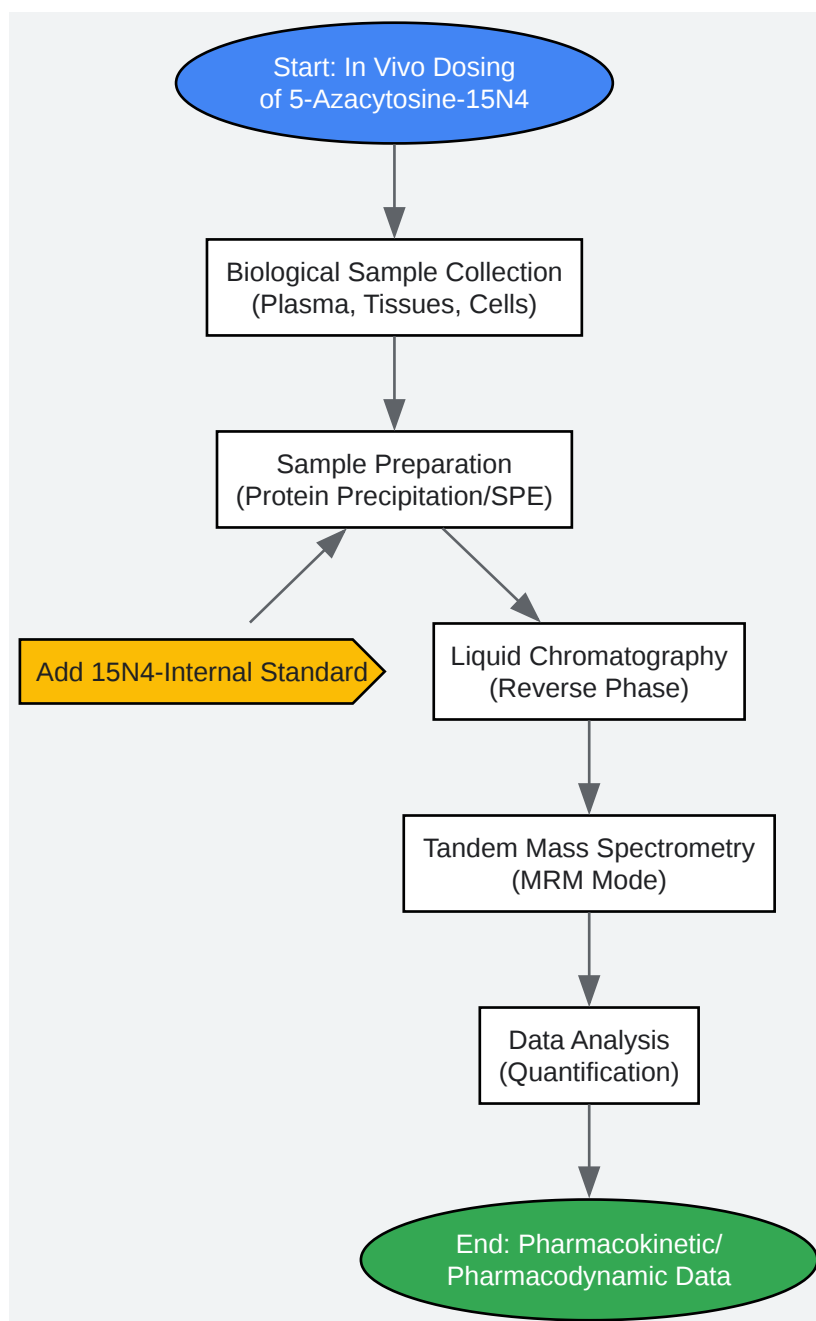 Start: In Vivo Dosing
of 5-Azacytosine-15N4
Biological Sample Collection
(Plasma, Tissues, Cells)
Sample Preparation
(Protein Precipitation/SPE)
Add 15N4-Internal Standard
Liquid Chromatography
(Reverse Phase)
Tandem Mass Spectrometry
(MRM Mode)
Data Analysis
(Quantification)
End: Pharmacokinetic/
Pharmacodynamic Data